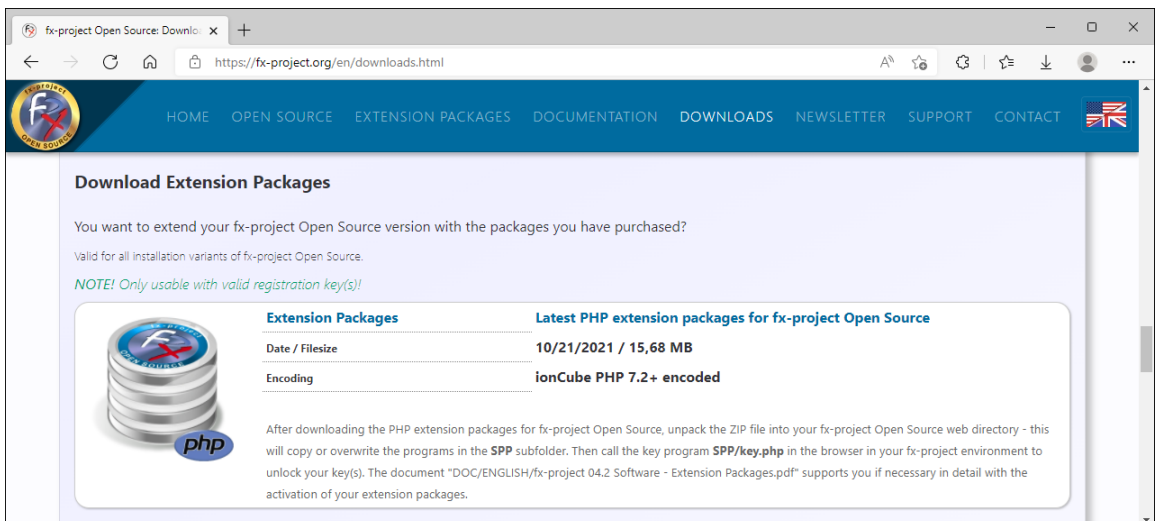 fx-project Open Source: Downlo
https://fx-project.org/en/downloads.html
fx-project
OPEN SOURCE
HOME OPEN SOURCE EXTENSION PACKAGES DOCUMENTATION DOWNLOADS NEWSLETTER SUPPORT CONTACT
Download Extension Packages
You want to extend your fx-project Open Source version with the packages you have purchased?
Valid for all installation variants of fx-project Open Source.
NOTE! Only usable with valid registration key(s)!
fx-project
OPEN SOURCE
php
Extension Packages Latest PHP extension packages for fx-project Open Source
Date / Filesize 10/21/2021 / 15,68 MB
Encoding ionCube PHP 7.2+ encoded
After downloading the PHP extension packages for fx-project Open Source, unpack the ZIP file into your fx-project Open Source web directory - this
will copy or overwrite the programs in the SPP subfolder. Then call the key program SPP/key.php in the browser in your fx-project environment to
unlock your key(s). The document "DOC/ENGLISH/fx-project 04.2 Software - Extension Packages.pdf" supports you if necessary in detail with the
activation of your extension packages.